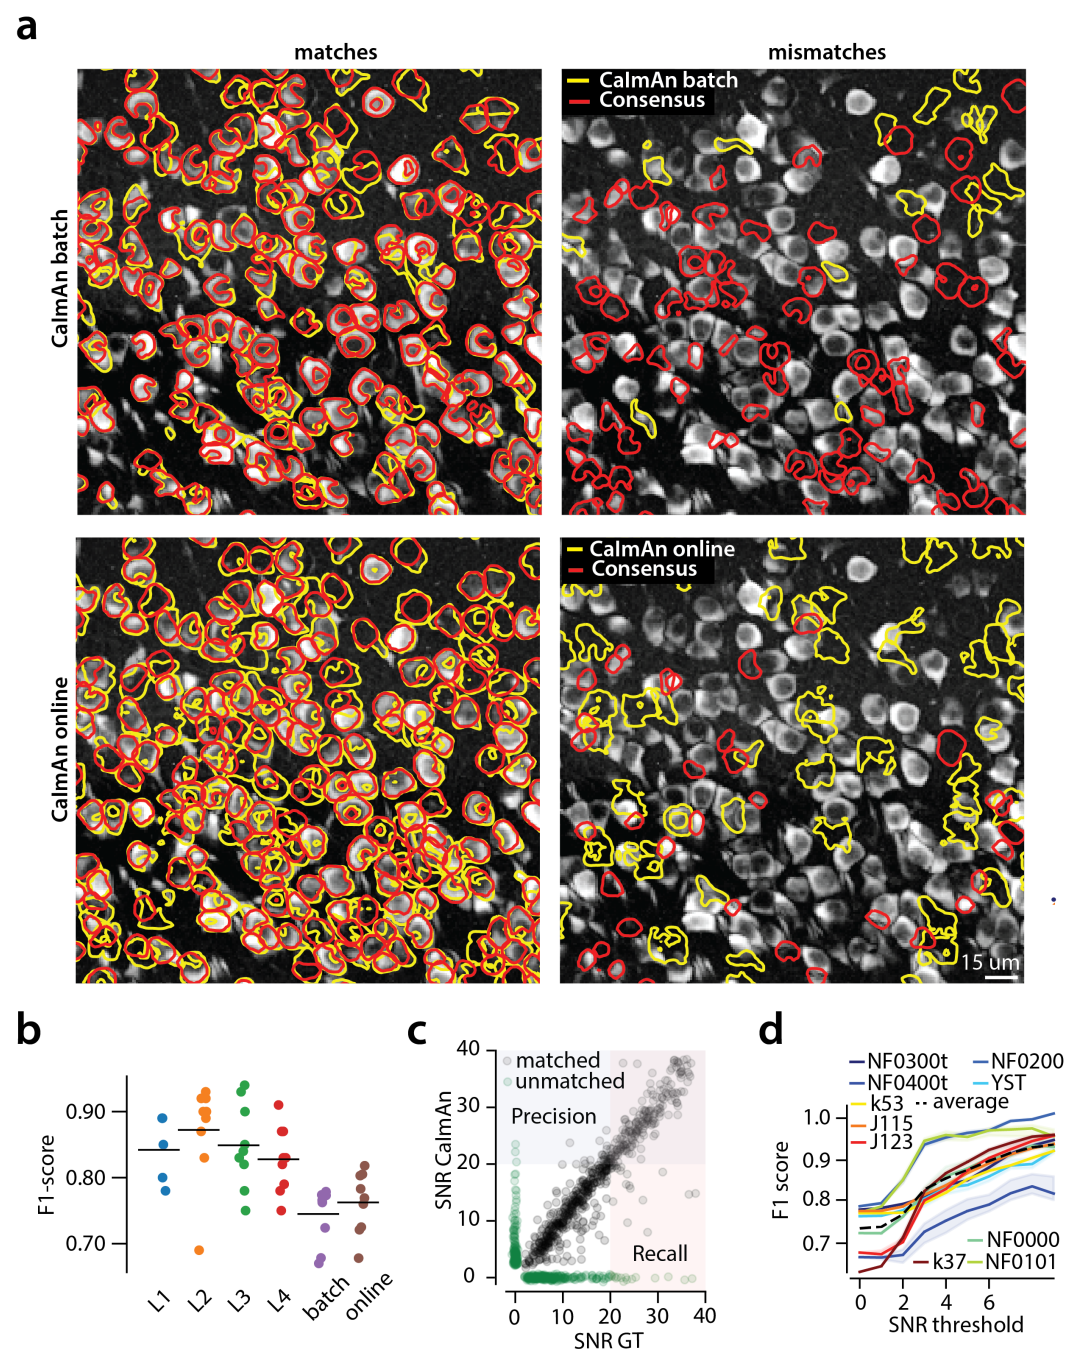 a
matches
mismatches
CaImAn batch
CaImAn batch
Consensus
CaImAn online
CaImAn online
Consensus
15 um
b
F1-score
0.90
0.80
0.70
L1
L2
L3
L4
batch
online
c
SNR CaImAn
40
30
20
10
0
matched
unmatched
Precision
Recall
0
10
20
30
40
SNR GT
d
NF0300t
NF0200
NF0400t
YST
k53
average
J115
J123
F1 score
1.0
0.9
0.8
0.7
NF0000
k37
NF0101
0
2
4
6
SNR threshold